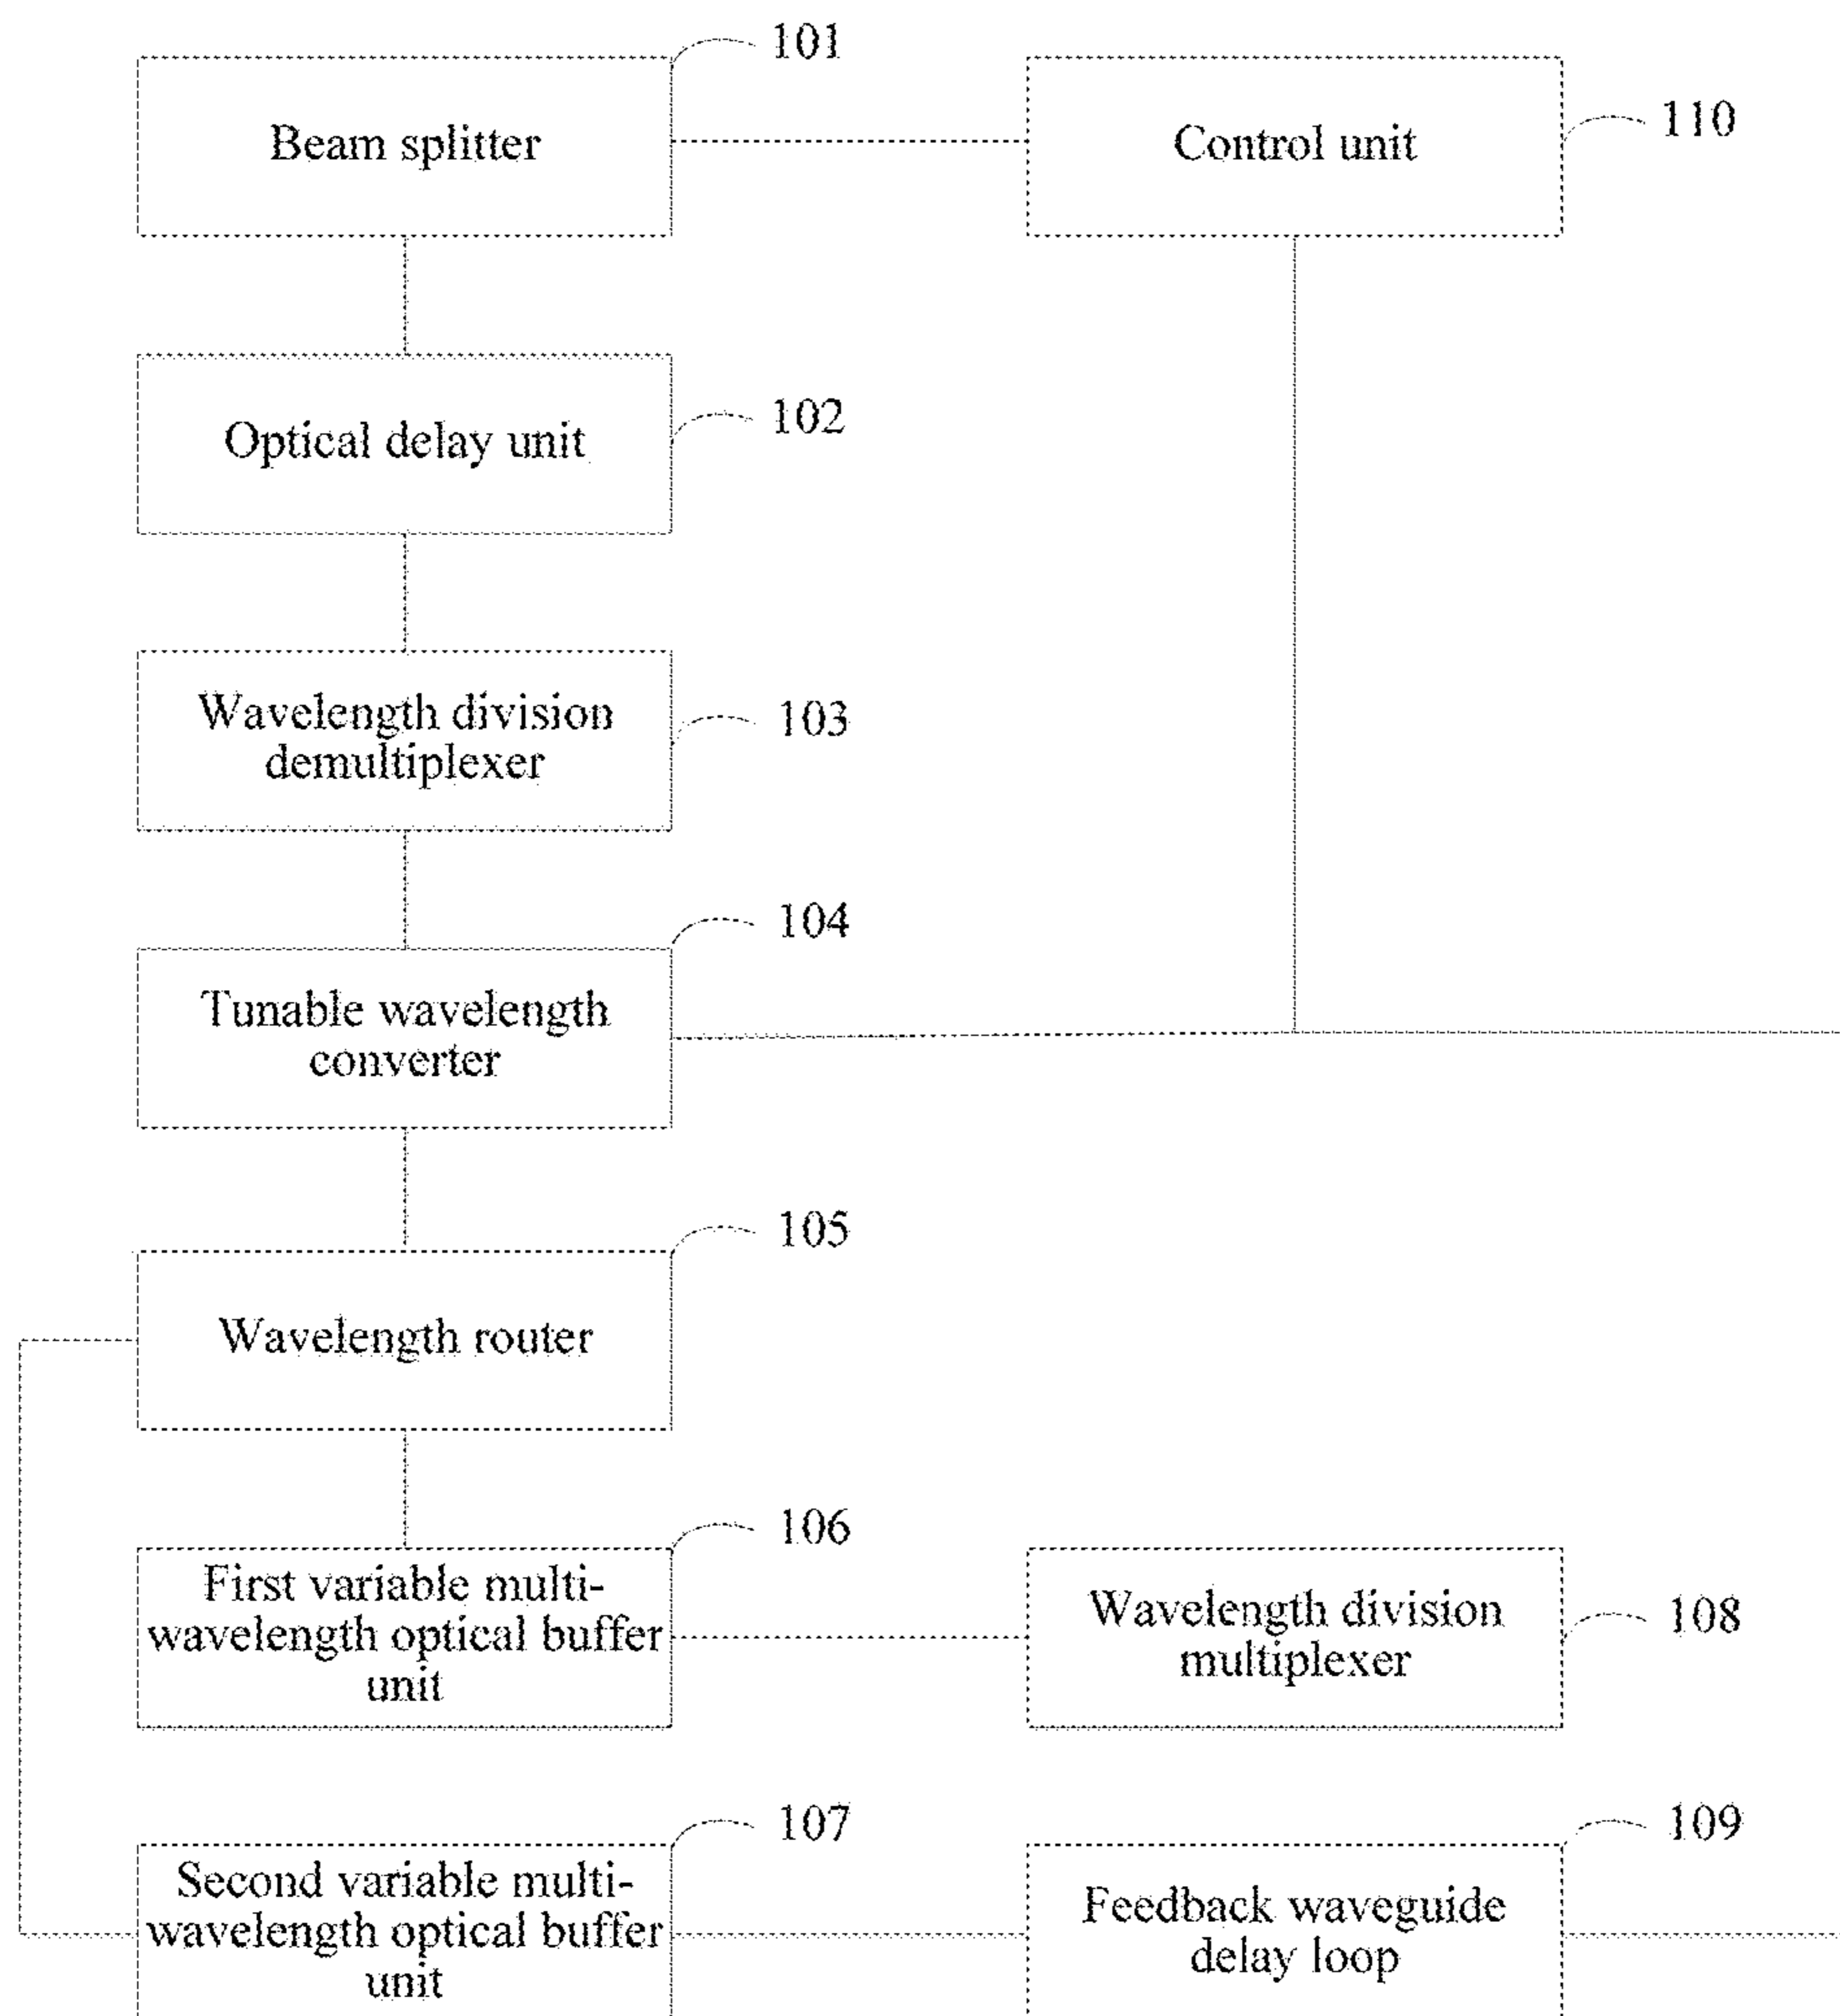 101
Beam splitter
Control unit
110
Optical delay unit
102
Wavelength division
demultiplexer
103
104
Tunable wavelength
converter
105
Wavelength router
106
First variable multi-
wavelength optical buffer
unit
Wavelength division
multiplexer
108
107
Second variable multi-
wavelength optical buffer
unit
109
Feedback waveguide
delay loop